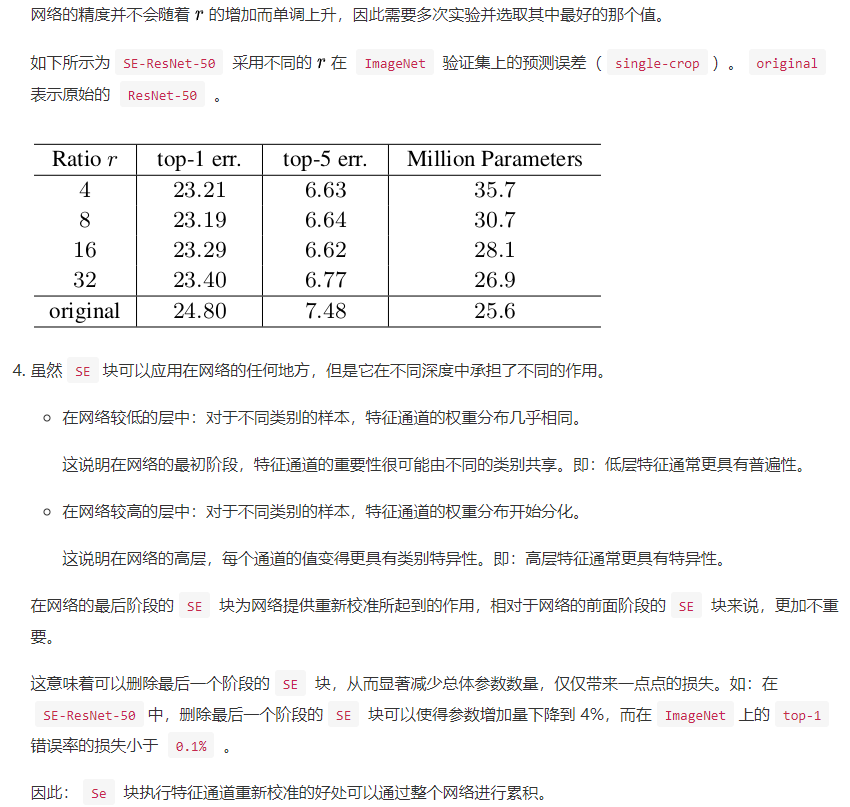 网络的精度并不会随着 r 的增加而单调上升，因此需要多次实验并选取其中最好的那个值。
如下所示为 SE-ResNet-50 采用不同的 r 在 ImageNet 验证集上的预测误差（ single-crop ）。 original
表示原始的 ResNet-50 。
Ratio r top-1 err. top-5 err. Million Parameters
4 23.21 6.63 35.7
8 23.19 6.64 30.7
16 23.29 6.62 28.1
32 23.40 6.77 26.9
original 24.80 7.48 25.6
4. 虽然 SE 块可以应用在网络的任何地方，但是它在不同深度中承担了不同的作用。
在网络较低的层中：对于不同类别的样本，特征通道的权重分布几乎相同。
这说明在网络的最初阶段，特征通道的重要性很可能由不同的类别共享。即：低层特征通常更具有普遍性。
在网络较高的层中：对于不同类别的样本，特征通道的权重分布开始分化。
这说明在网络的高层，每个通道的值变得更具有类别特异性。即：高层特征通常更具有特异性。
在网络的最后阶段的 SE 块为网络提供重新校准所起到的作用，相对于网络的前面阶段的 SE 块来说，更加不重
要。
这意味着可以删除最后一个阶段的 SE 块，从而显著减少总体参数数量，仅仅带来一点点的损失。如：在
SE-ResNet-50 中，删除最后一个阶段的 SE 块可以使得参数增加量下降到 4%，而在 ImageNet 上的 top-1
错误率的损失小于 0.1% 。
因此： Se 块执行特征通道重新校准的好处可以通过整个网络进行累积。